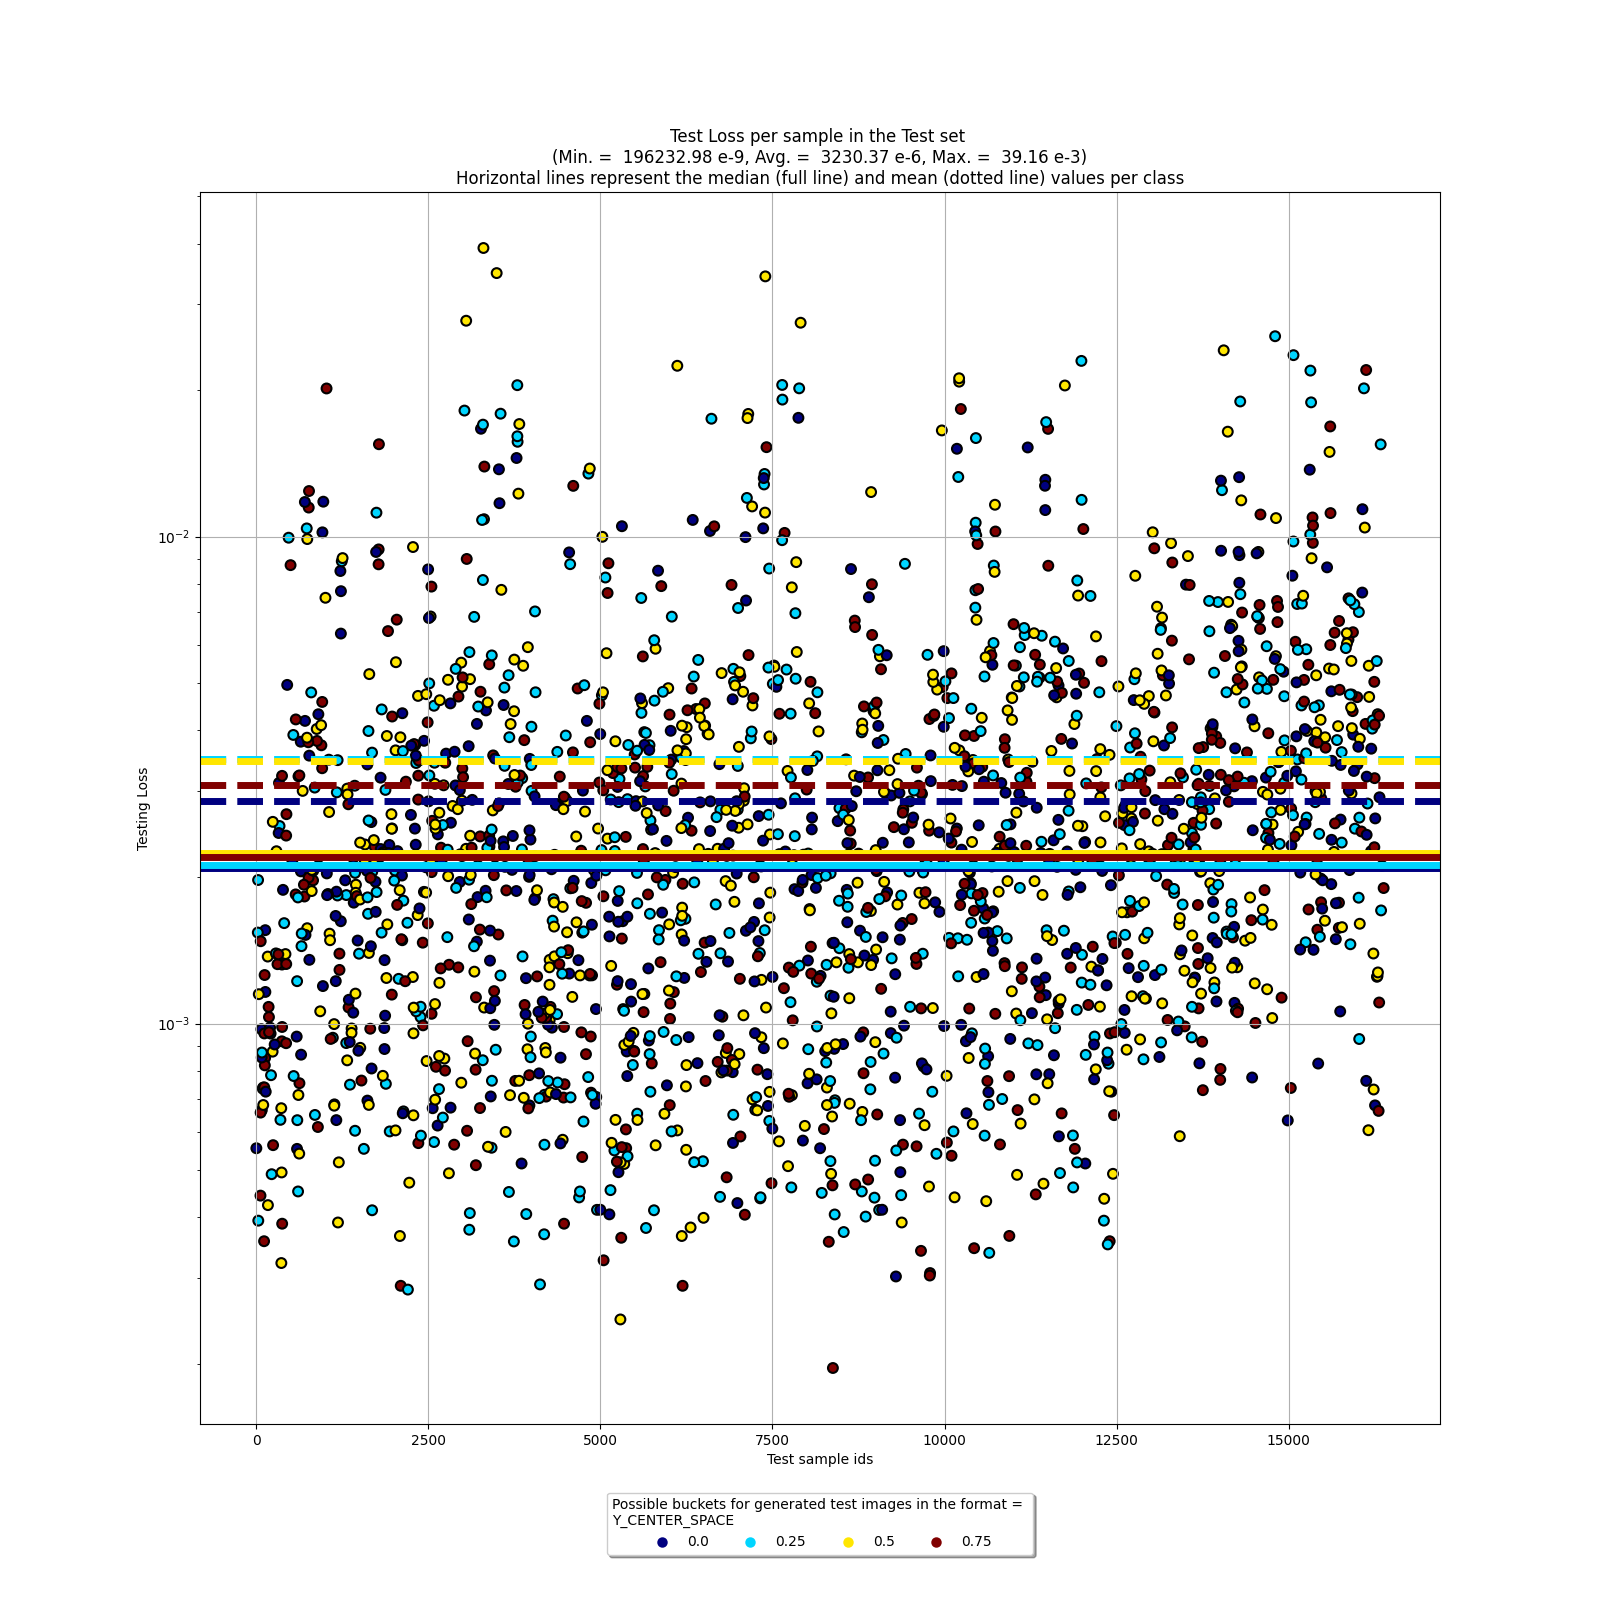 Test Loss per sample in the Test set
(Min. =  196232.98 e-9, Avg. =  3230.37 e-6, Max. =  39.16 e-3)
Horizontal lines represent the median (full line) and mean (dotted line) values per class
Testing Loss
10⁻²
10⁻³
0 2500 5000 7500 10000 12500 15000
Test sample ids
Possible buckets for generated test images in the format =
Y_CENTER_SPACE
0.0 0.25 0.5 0.75